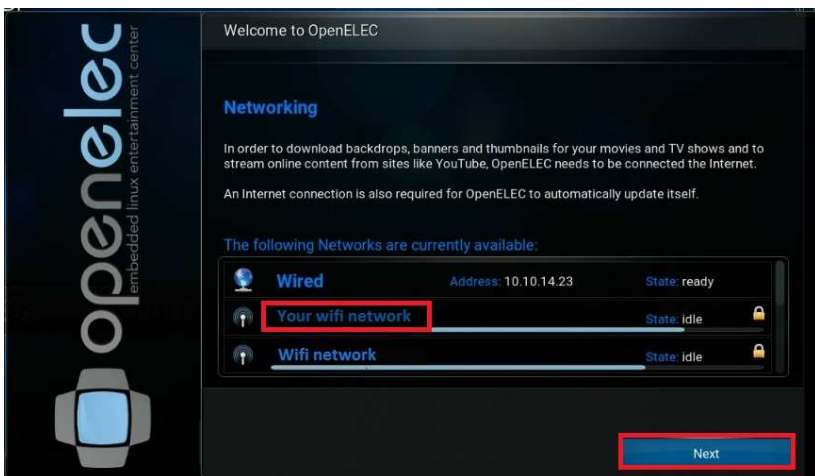 openelec
embedded linux entertainment center
Welcome to OpenELEC
Networking
In order to download backdrops, banners and thumbnails for your movies and TV shows and to
stream online content from sites like YouTube, OpenELEC needs to be connected the Internet.
An Internet connection is also required for OpenELEC to automatically update itself.
The following Networks are currently available:
Wired Address: 10.10.14.23 State: ready
Your wifi network State: idle
Wifi network State: idle
Next